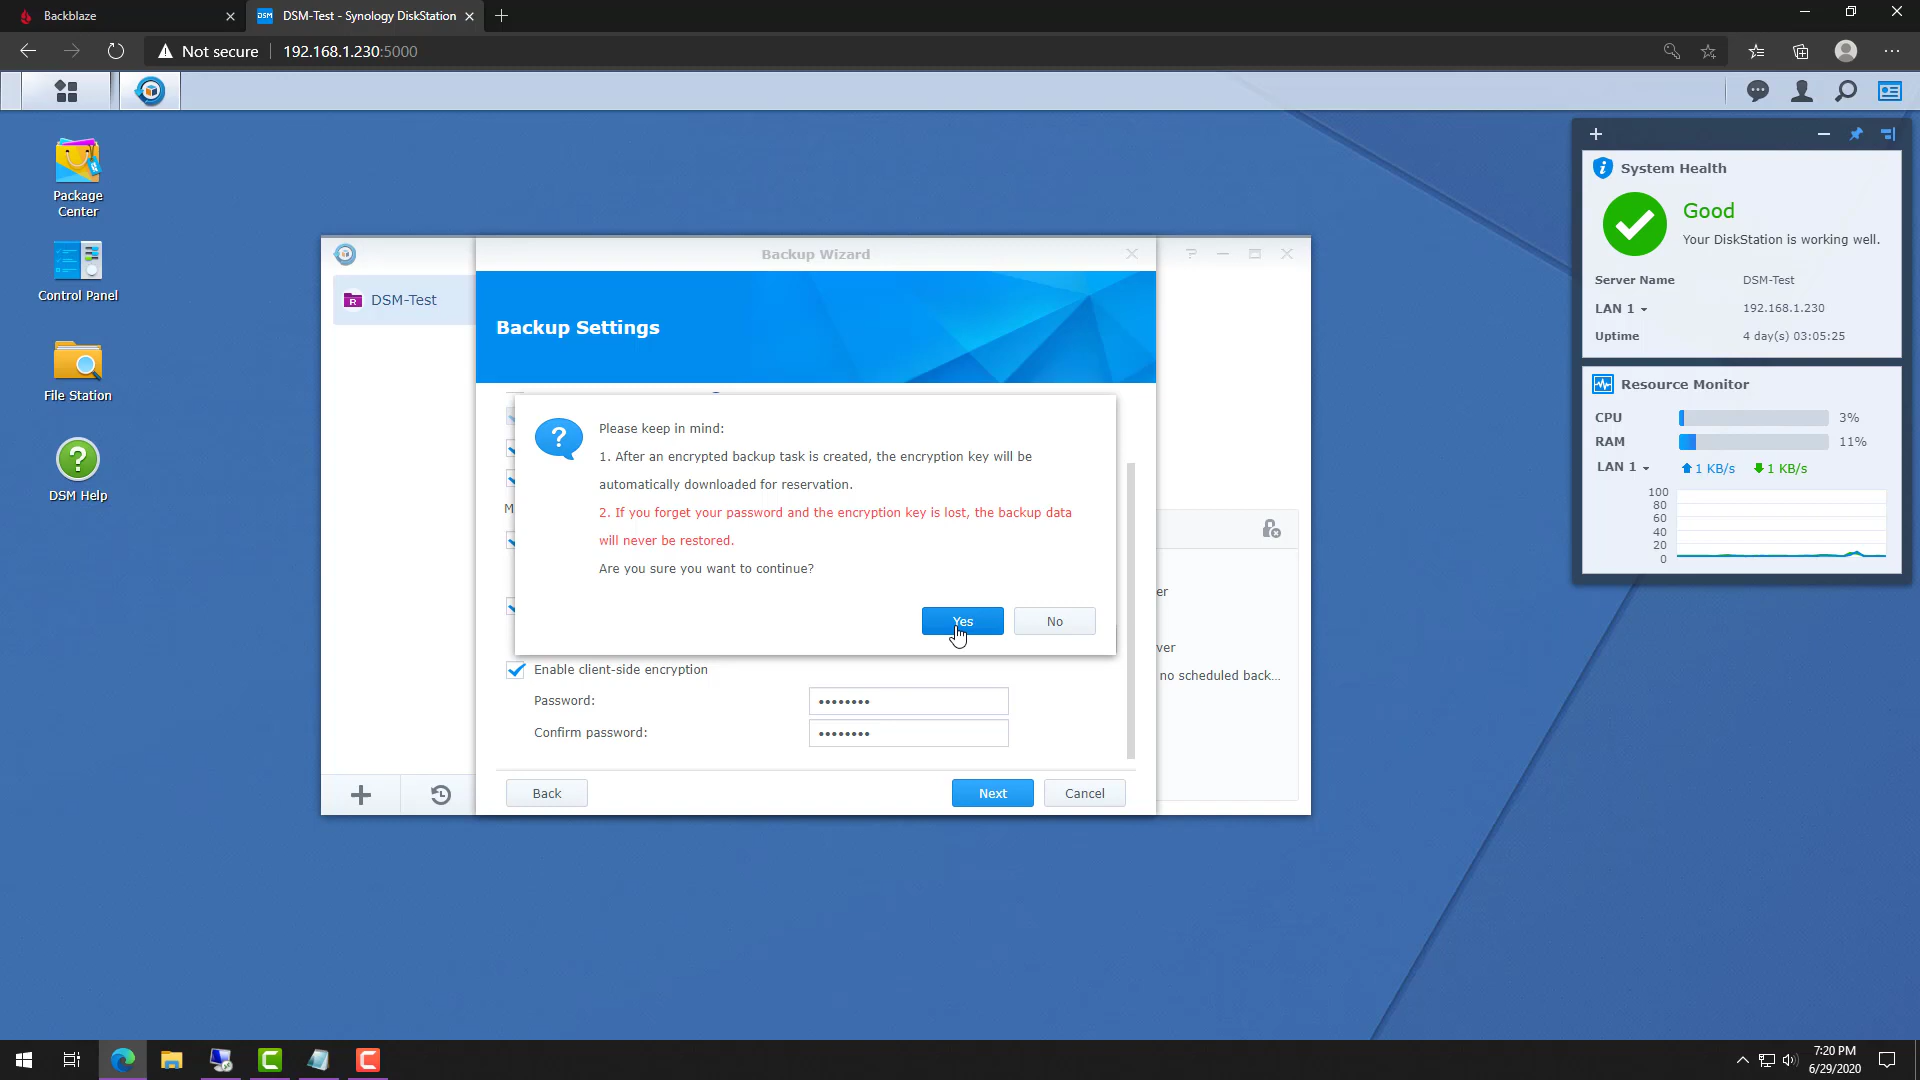 Backblaze
DSM-Test - Synology DiskStation
Not secure
192.168.1.230:5000
Package
Center
Control Panel
File Station
DSM Help
DSM-Test
Backup Wizard
Backup Settings
Please keep in mind:
1. After an encrypted backup task is created, the encryption key will be
automatically downloaded for reservation.
2. If you forget your password and the encryption key is lost, the backup data
will never be restored.
Are you sure you want to continue?
Yes
No
Enable client-side encryption
Password:
••••••••
Confirm password:
••••••••
Back
Next
Cancel
er
ver
no scheduled back...
System Health
Good
Your DiskStation is working well.
Server Name
DSM-Test
LAN 1
192.168.1.230
Uptime
4 day(s) 03:05:25
Resource Monitor
CPU
3%
RAM
11%
LAN 1
1 KB/s
1 KB/s
100
80
60
40
20
0
7:20 PM
6/29/2020